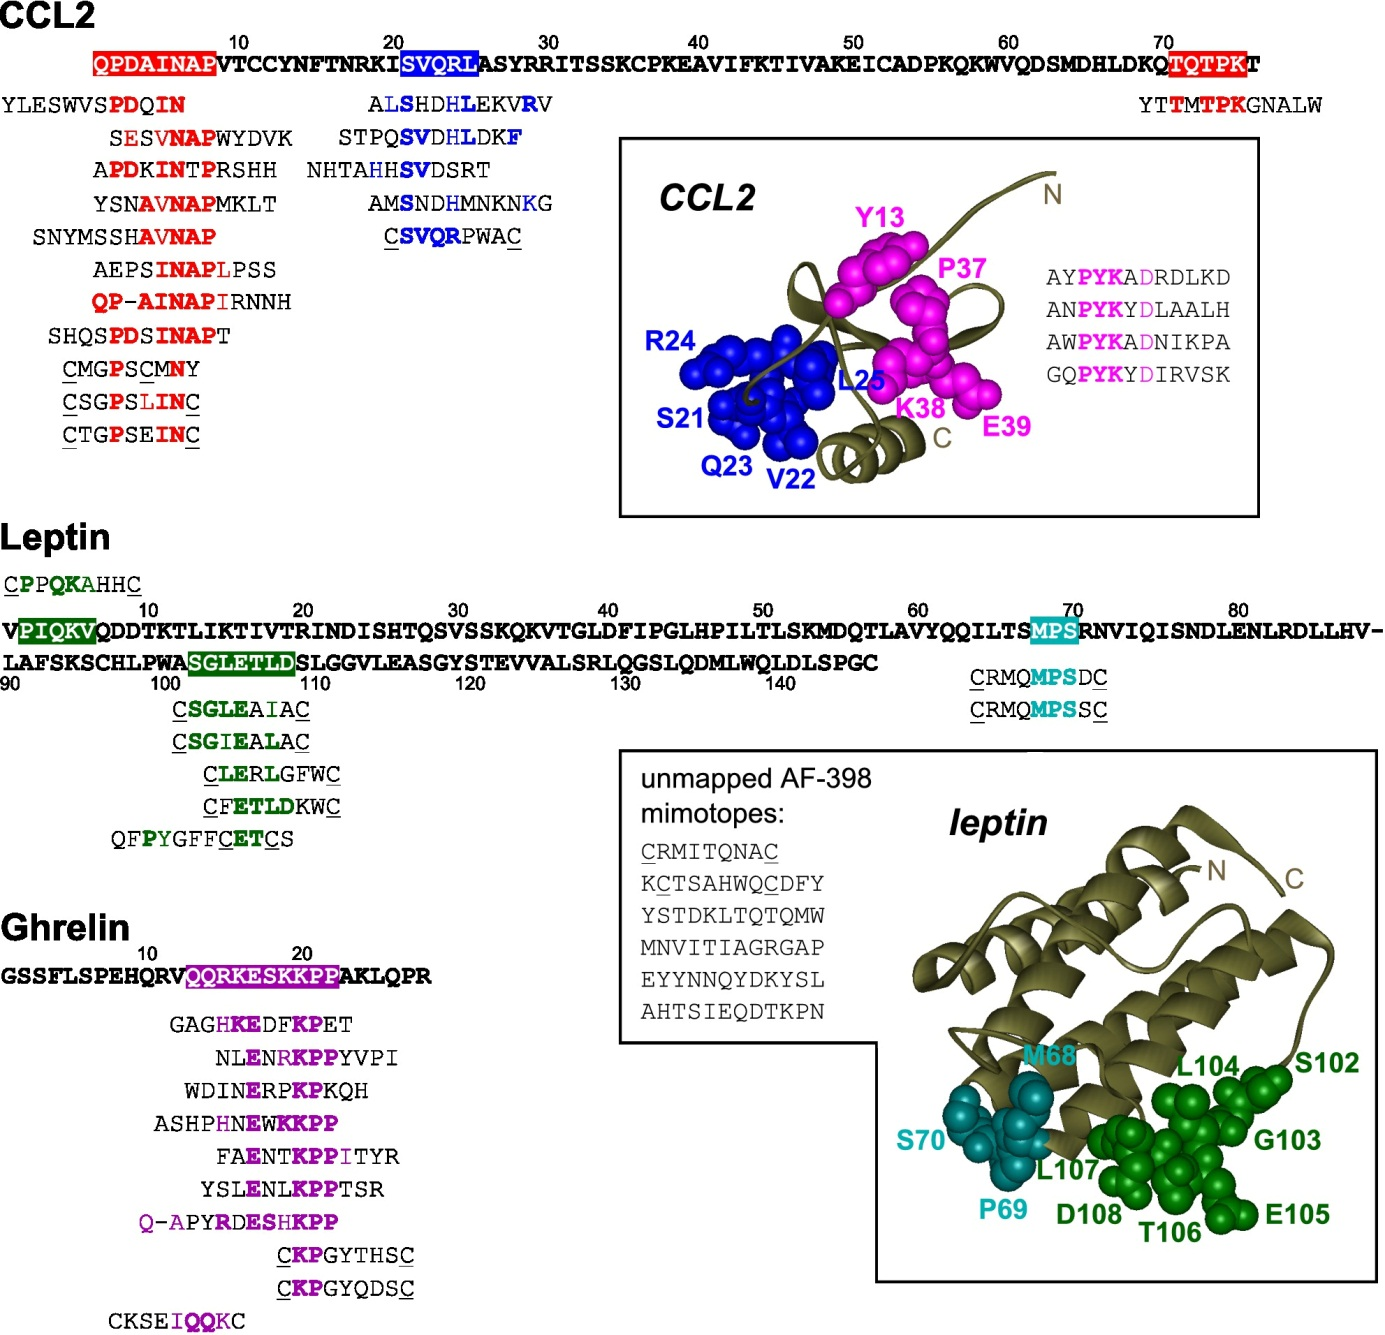 CCL2
10 20 30 40 50 60 70
QPDAINAPVTCCYNFTNRKISVQRLASYRRITSSKCPKEAVIFKTIVAKEICADPKQKWVQDSMDHLDKQTQTPKT
YLESWVSPDQIN ALSHDHLEKVRV YTTMTPKGNALW
SESVNAPWYDVK STPQSVDHLDKF
APDKINTPRSHH NHTAHHSVDSRT
YSNAVNAPMKLT AMSNDHMNKNKG
SNYMSSHAVNAP CSVQRPWAC
AEPSINAPLPSS
QP-AINAPIRNNH
SHQSPDSINAPT
CMGPSCMNY
CSGPSLINC
CTGPSEINC
CCL2
N
Y13
P37
R24
L25
S21
K38
E39
Q23
V22
C
AYPYKADRDLKD
ANPYKYDLAALH
AWPYKADNIKPA
GQPYKYDIRVSK
Leptin
CPPQKAHHC
10 20 30 40 50 60 70 80
VPIQKVQDDTKTLIKTIVTRINDISHTQSVSSKQKVTGLDFIPGLHPILTLSKMDQTLAVYQQILTSMPSRNVIQISNDLENLRDLLHV-
LAFSKSCHLPWASGLETLDSLGGVLEASGYSTEVVALSRLQGSLQDMLWQLDLSPGC
90 100 110 120 130 140
CSGLEAIAC
CSGIEALAC
CLERLGFWC
CFETLDKWC
QFPYGFFCETCS
CRMQMPSDC
CRMQMPSSC
unmapped AF-398
mimotopes:
CRMITQNAC
KCTSAHWQCDFY
YSTDKLTQTQMW
MNVITIAGRGAP
EYYNNQYDKYSL
AHTSIEQDTKPN
leptin
N
C
M68
L104
S102
S70
G103
L107
P69
D108
T106
E105
Ghrelin
10 20
GSSFLSPEHQRVQQRKESKKPPAKLQPR
GAGHKEDFKPET
NLENRKPPYVPI
WDINERPKPKQH
ASHPHNEWKKPP
FAENTKPPITYR
YSLENLKPPTSR
Q-APYRDESHKPP
CKPGYTHSC
CKPGYQDSC
CKSEIQQKC